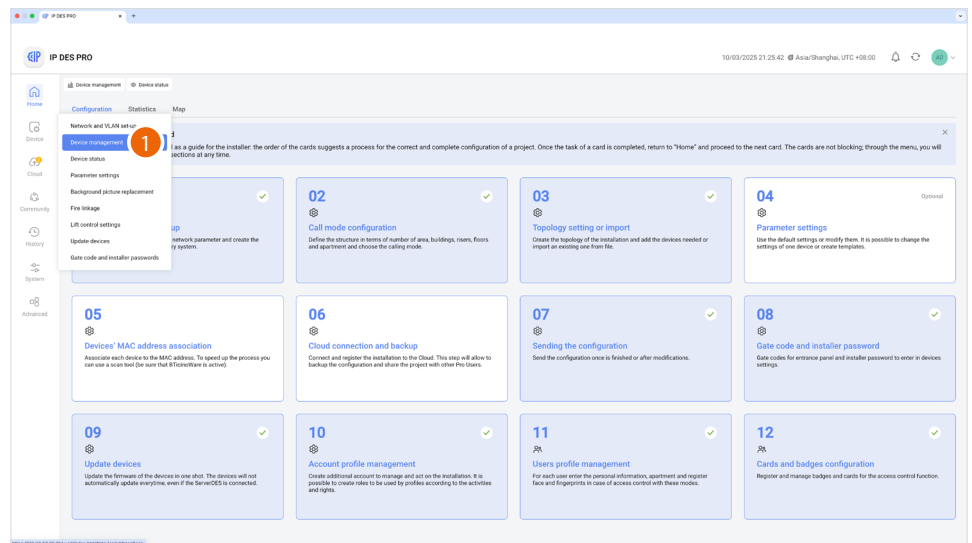 IP DES PRO
IP DES PRO
10/03/2025 21:25:42 Asia/Shanghai, UTC +08:00
AD
Device management
Device status
Home
Configuration Statistics Map
Network and VLAN set-up
Device management
1
Device status
Parameter settings
Background picture replacement
Fire linkage
Lift control settings
Update devices
Gate code and installer passwords
d as a guide for the installer: the order of the cards suggests a process for the correct and complete configuration of a project. Once the task of a card is completed, return to "Home" and proceed to the next card. The cards are not blocking; through the menu, you will
sections at any time.
Device
Cloud
Community
History
System
Advanced
up
network parameter and create the
ry system.
02
Call mode configuration
Define the structure in terms of number of area, buildings, risers, floors
and apartment and choose the calling mode.
03
Topology setting or import
Create the topology of the installation and add the devices needed or
import an existing one from file.
04
Optional
Parameter settings
Use the default settings or modify them. It is possible to change the
settings of one device or create templates.
05
Devices' MAC address association
Associate each device to the MAC address. To speed up the process you
can use a scan tool (be sure that BTicinoWare is active).
06
Cloud connection and backup
Connect and register the installation to the Cloud. This step will allow to
backup the configuration and share the project with other Pro Users.
07
Sending the configuration
Send the configuration once is finished or after modifications.
08
Gate code and installer password
Gate codes for entrance panel and installer password to enter in devices
settings.
09
Update devices
Update the firmware of the devices in one shot. The devices will not
automatically update everytime, even if the ServerDES is connected.
10
Account profile management
Create additional account to manage and act on the installation. It is
possible to create roles to be used by profiles according to the activities
and rights.
11
Users profile management
For each user enter the personal information, apartment and register
face and fingerprints in case of access control with these modes.
12
Cards and badges configuration
Register and manage badges and cards for the access control function.